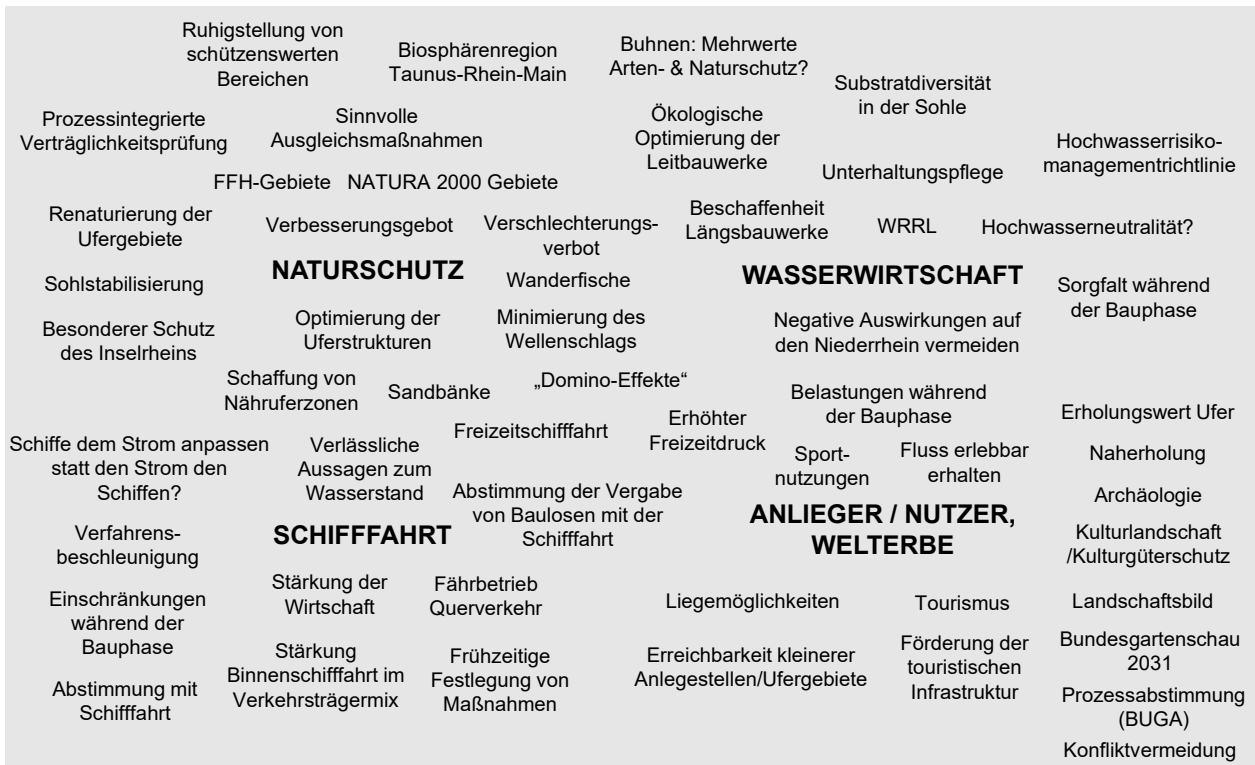 Ruhigstellung von
schützenswerten
Bereichen
Biosphärenregion
Taunus-Rhein-Main
Buhnen: Mehrwerte
Arten- & Naturschutz?
Substratdiversität
in der Sohle
Prozessintegrierte
Verträglichkeitsprüfung
Sinnvolle
Ausgleichsmaßnahmen
Ökologische
Optimierung der
Leitbauwerke
Hochwasserrisiko-
managementrichtlinie
Unterhaltungspflege
FFH-Gebiete
NATURA 2000 Gebiete
Renaturierung der
Ufergebiete
Verbesserungsgebot
Verschlechterungs-
verbot
Beschaffenheit
Längsbauwerke
WRRL
Hochwasserneutralität?
NATURSCHUTZ
Wanderfische
WASSERWIRTSCHAFT
Sohlstabilisierung
Sorgfalt während
der Bauphase
Besonderer Schutz
des Inselrheins
Optimierung der
Uferstrukturen
Minimierung des
Wellenschlags
Negative Auswirkungen auf
den Niederrhein vermeiden
Schaffung von
Nähruferzonen
Sandbänke
„Domino-Effekte“
Belastungen während
der Bauphase
Erholungswert Ufer
Schiffe dem Strom anpassen
statt den Strom den
Schiffen?
Verlässliche
Aussagen zum
Wasserstand
Freizeitschifffahrt
Erhöhter
Freizeitdruck
Sport-
nutzungen
Fluss erlebbar
erhalten
Naherholung
Archäologie
Abstimmung der Vergabe
von Baulosen mit der
Schifffahrt
ANLIEGER / NUTZER,
WELTERBE
Verfahrens-
beschleunigung
SCHIFFFAHRT
Kulturlandschaft
/Kulturgüterschutz
Einschränkungen
während der
Bauphase
Stärkung der
Wirtschaft
Fährbetrieb
Querverkehr
Liegemöglichkeiten
Tourismus
Landschaftsbild
Abstimmung mit
Schifffahrt
Stärkung
Binnenschifffahrt im
Verkehrsträgermix
Frühzeitige
Festlegung von
Maßnahmen
Erreichbarkeit kleinerer
Anlegestellen/Ufergebiete
Förderung der
touristischen
Infrastruktur
Bundesgartenschau
2031
Prozessabstimmung
(BUGA)
Konfliktvermeidung